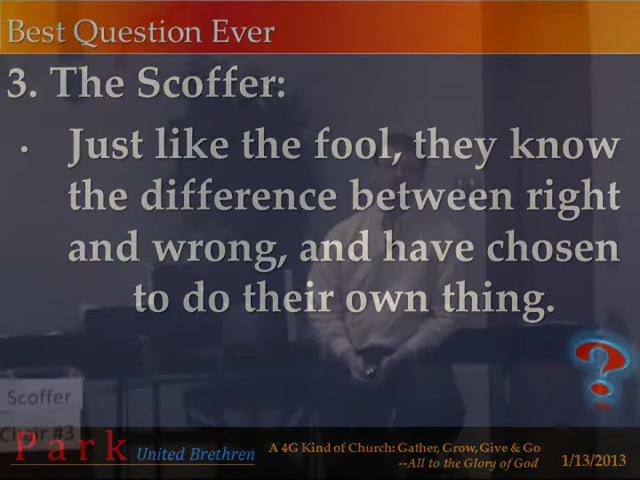 Best Question Ever
3. The Scoffer:
· Just like the fool, they know
the difference between right
and wrong, and have chosen
to do their own thing.
Scoffer
Chair #3
Park United Brethren
A 4G Kind of Church: Gather, Grow, Give & Go
--All to the Glory of God
1/13/2013